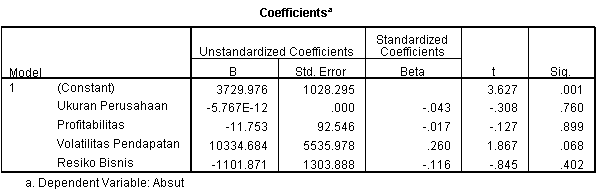 Coefficientsa
Unstandardized Coefficients Standardized Coefficients
Model B Std. Error Beta t Sig.
1 (Constant) 3729.976 1028.295 3.627 .001
Ukuran Perusahaan -5.767E-12 .000 -.043 -.308 .760
Profitabilitas -11.753 92.546 -.017 -.127 .899
Volatilitas Pendapatan 10334.684 5535.978 .260 1.867 .068
Resiko Bisnis -1101.871 1303.888 -.116 -.845 .402
a. Dependent Variable: Absut